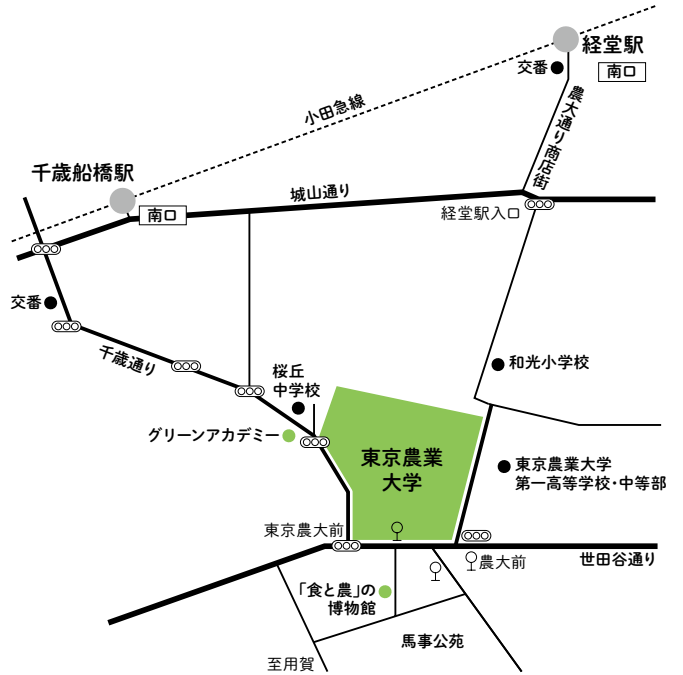 経堂駅
交番
南口
小田急線
農大通り商店街
千歳船橋駅
南口
城山通り
経堂駅入口
交番
千歳通り
桜丘
中学校
和光小学校
グリーンアカデミー
東京農業
大学
東京農業大学
第一高等学校・中等部
東京農大前
農大前
世田谷通り
「食と農」の
博物館
馬事公苑
至用賀